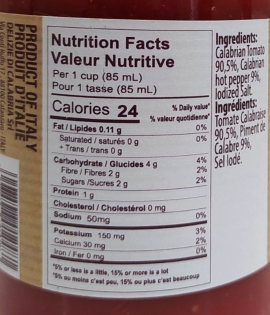 PRODUCT OF ITALY
PRODUIT D'ITALIE
DELIZIE DI CALABRIA Srl
Nutrition Facts
Valeur Nutritive
Per 1 cup (85 mL)
Pour 1 tasse (85 mL)
Calories 24
% Daily value*
% valeur quotidienne*
Fat / Lipides 0.11 g 0%
Saturated / saturés 0 g 0%
+ Trans / trans 0 g
Carbohydrate / Glucides 4 g 4%
Fibre / Fibres 2 g 2%
Sugars /Sucres 2 g 2%
Protein 1 g
Cholesterol / Cholestérol 0 mg
Sodium 50mg 0%
Potassium 150 mg 3%
Calcium 30 mg 2%
Iron / Fer 0 mg 0%
*5% or less is a little, 15% or more is a lot
*5% ou moins c'est peu, 15% ou plus c'est beaucoup
Ingredients:
Calabrian Tomato
90,5%, Calabrian
hot pepper 9%,
Iodized Salt.
Ingrédients:
Tomate Calabraise
90,5%, Piment de
Calabre 9%,
Sel Iodé.